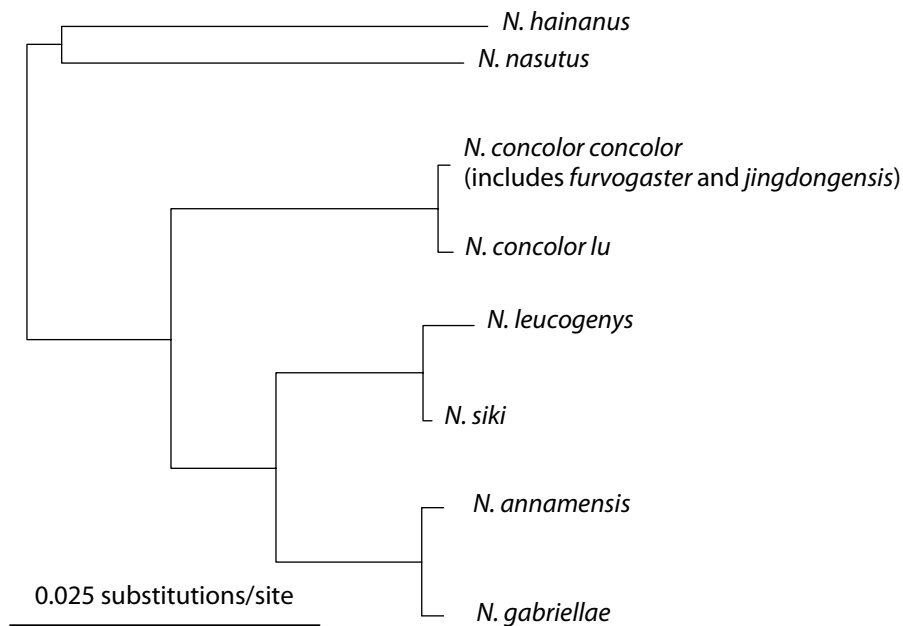 N. hainanus
N. nasutus
N. concolor concolor
(includes furvogaster and jingdongensis)
N. concolor lu
N. leucogenys
N. siki
N. annamensis
0.025 substitutions/site
N. gabriellae